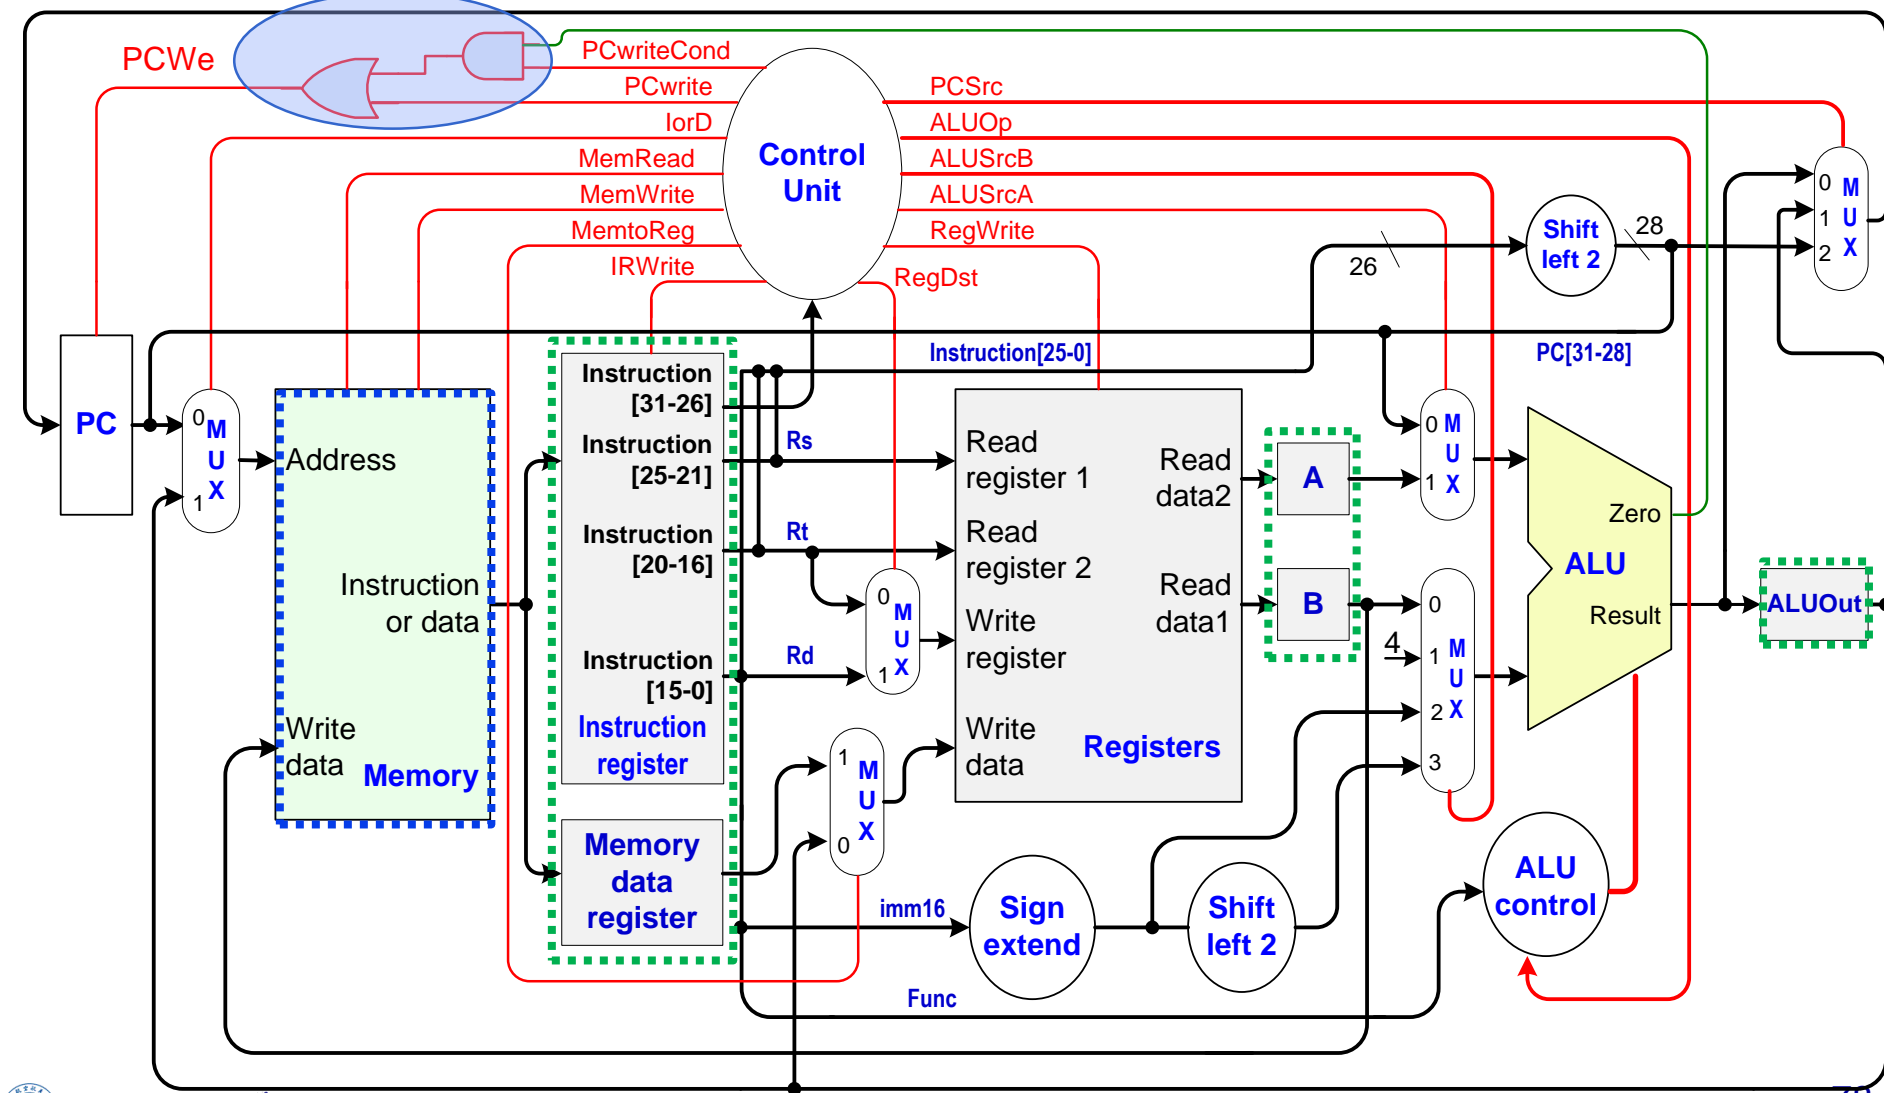 PCWe
PCwriteCond
PCwrite
IorD
MemRead
MemWrite
MemtoReg
IRWrite
Control
Unit
PCSrc
ALUOp
ALUSrcB
ALUSrcA
RegWrite
RegDst
26
Shift
left 2
28
0
1
2
M
U
X
Instruction[25-0]
PC[31-28]
PC
0
1
M
U
X
Address
Instruction
or data
Write
data
Memory
Instruction
[31-26]
Instruction
[25-21]
Instruction
[20-16]
Instruction
[15-0]
Instruction
register
Memory
data
register
Rs
Rt
Rd
0
1
M
U
X
1
0
M
U
X
Read
register 1
Read
register 2
Write
register
Write
data
Read
data2
Read
data1
Registers
A
B
0
1
M
U
X
0
4
1
2
3
M
U
X
Zero
ALU
Result
ALUOut
imm16
Sign
extend
Shift
left 2
ALU
control
Func